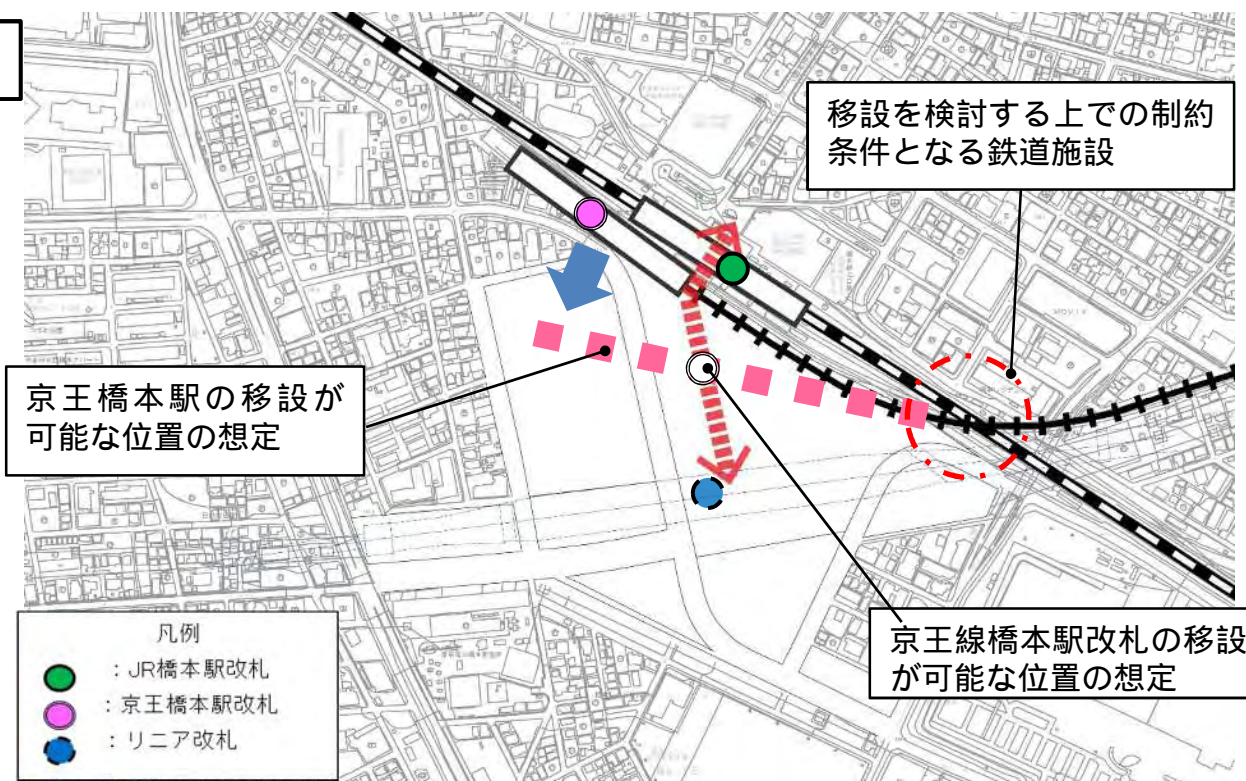 移設を検討する上での制約
条件となる鉄道施設
京王橋本駅の移設が
可能な位置の想定
京王線橋本駅改札の移設
が可能な位置の想定
凡例
：JR橋本駅改札
：京王橋本駅改札
：リニア改札